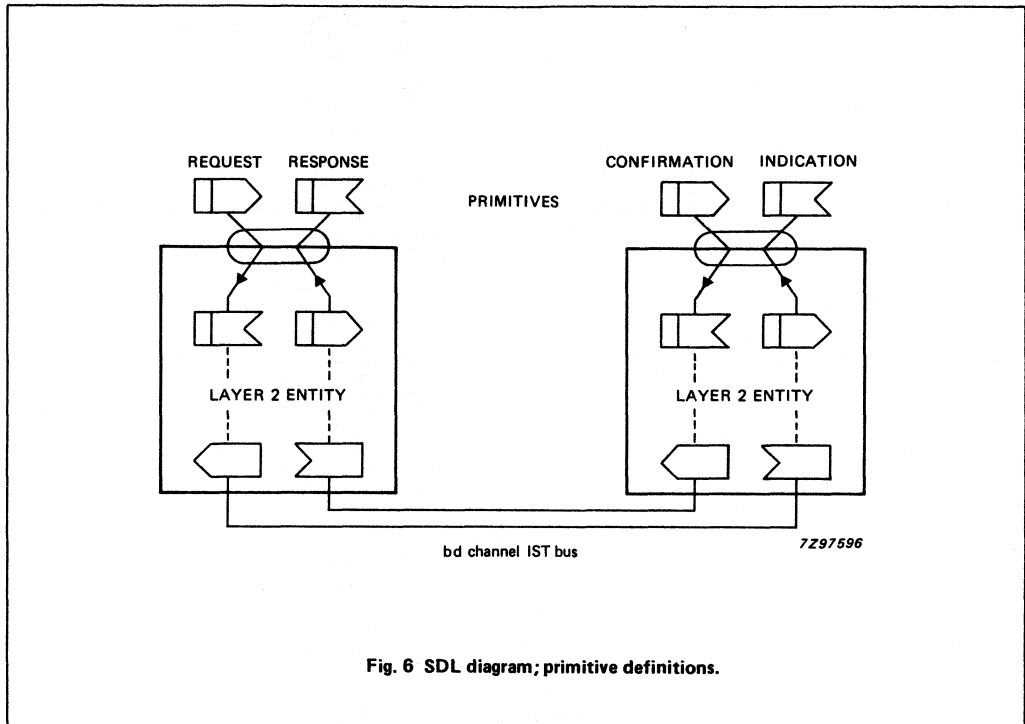 REQUEST RESPONSE CONFIRMATION INDICATION
PRIMITIVES
LAYER 2 ENTITY LAYER 2 ENTITY
bd channel IST bus
7Z97596
Fig. 6 SDL diagram; primitive definitions.